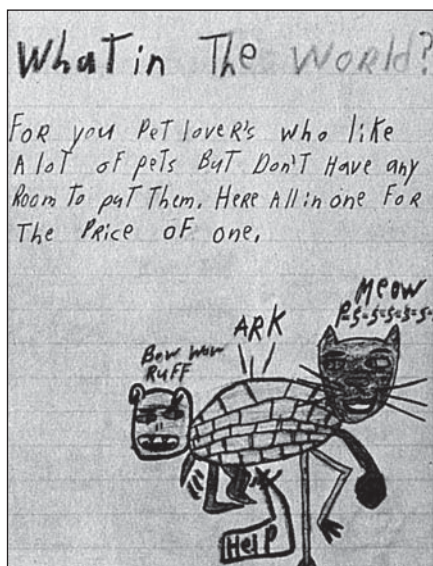 What in The World?
For you Pet lover's who like
A lot of pets But Don't Have any
Room To put Them. Here All in one For
The Price of one,
Meow
P-S-S-S-S-S-
ARK
Bow wow
RUFF
Help